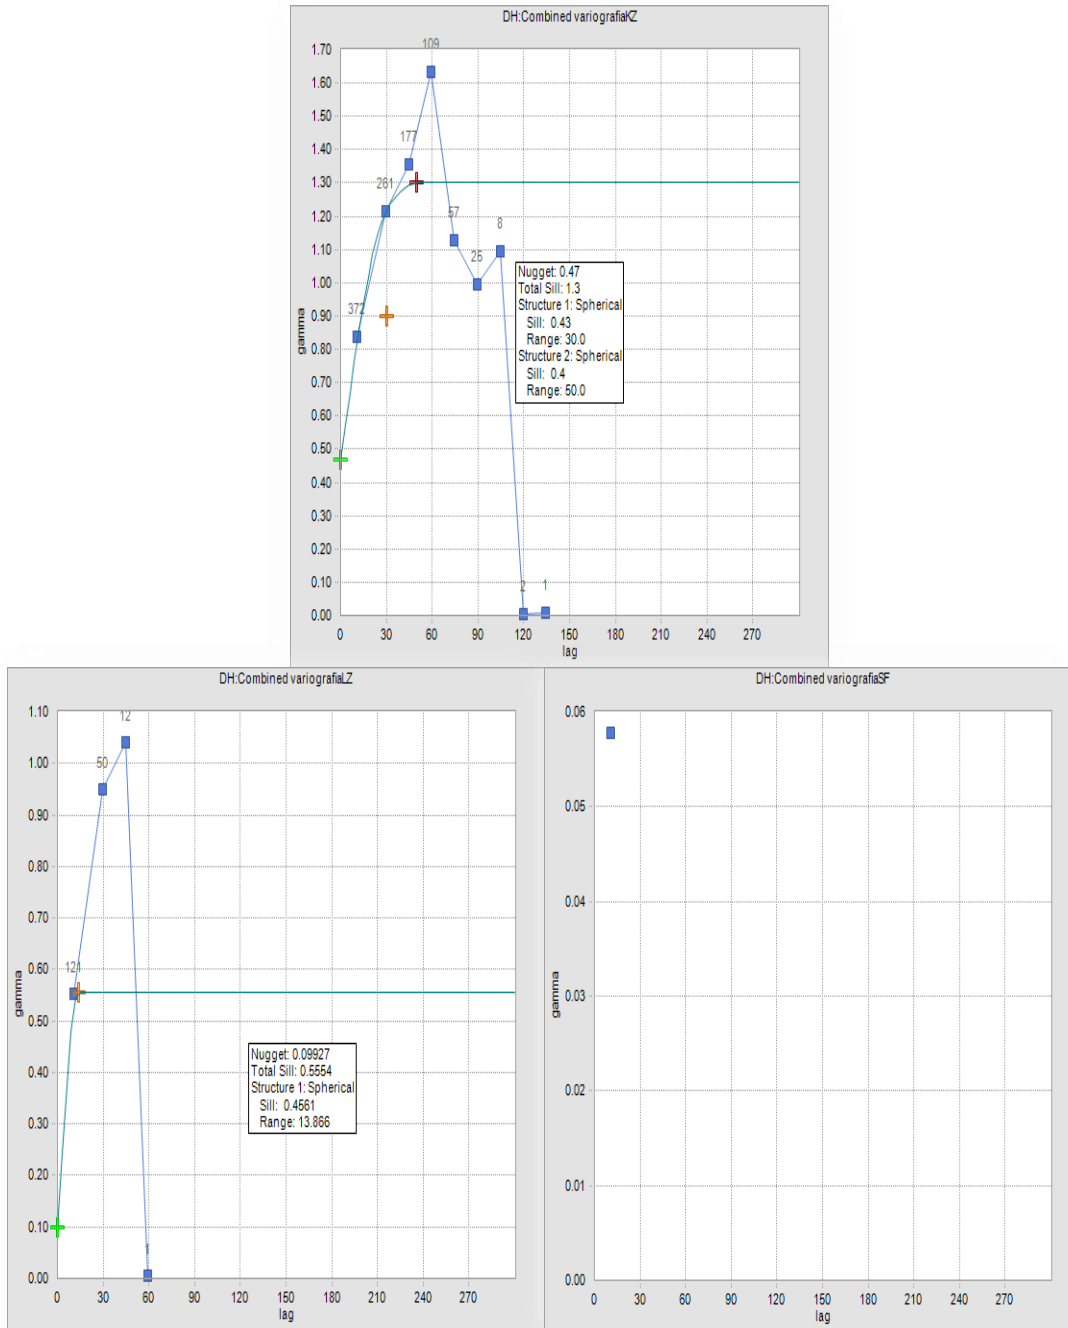 DH:Combined variografiaKZ
1.70
1.60
1.50
1.40
1.30
1.20
1.10
1.00
0.90
0.80
0.70
0.60
0.50
0.40
0.30
0.20
0.10
0.00
gamma
109
177
261
372
57
25
8
2
1
Nugget: 0.47
Total Sill: 1.3
Structure 1: Spherical
Sill: 0.43
Range: 30.0
Structure 2: Spherical
Sill: 0.4
Range: 50.0
0 30 60 90 120 150 180 210 240 270
lag
DH:Combined variografiaLZ
1.10
1.00
0.90
0.80
0.70
0.60
0.50
0.40
0.30
0.20
0.10
0.00
gamma
12
50
121
1
Nugget: 0.09927
Total Sill: 0.5554
Structure 1: Spherical
Sill: 0.4561
Range: 13.866
0 30 60 90 120 150 180 210 240 270
lag
DH:Combined variografiaSF
0.06
0.05
0.04
0.03
0.02
0.01
0.00
gamma
0 30 60 90 120 150 180 210 240 270
lag